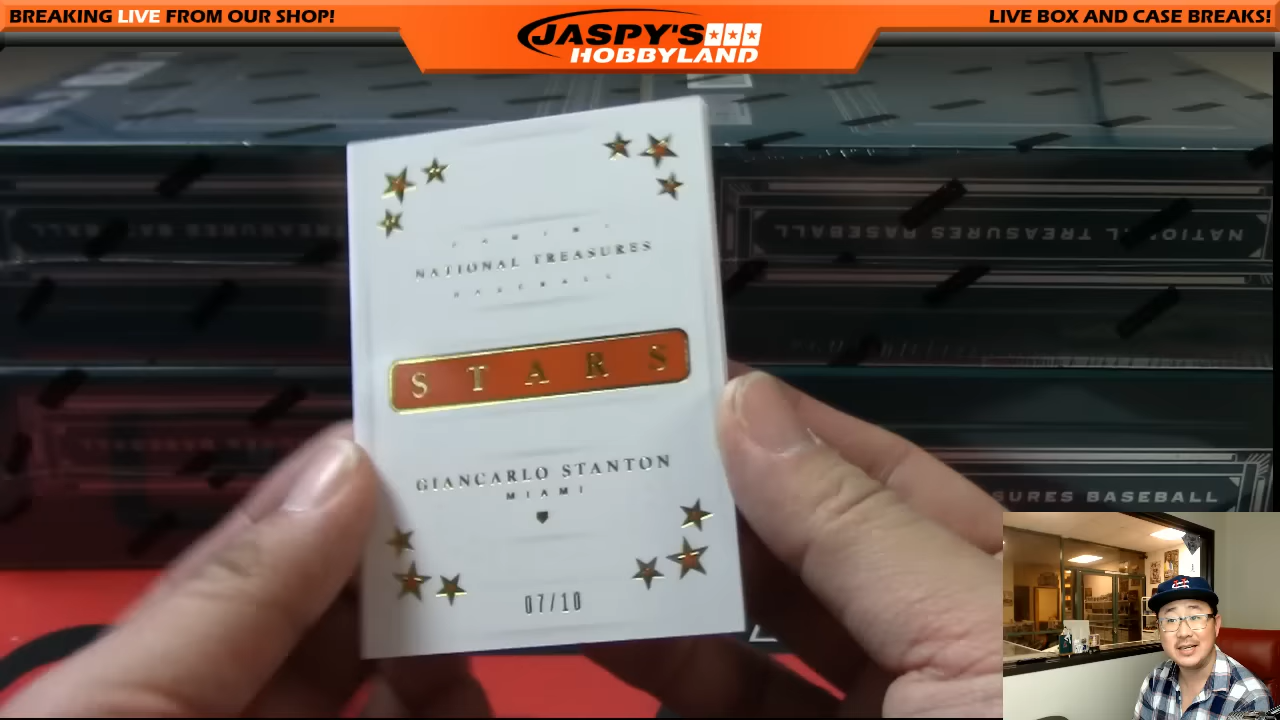 BREAKING LIVE FROM OUR SHOP!
JASPY'S
HOBBYLAND
LIVE BOX AND CASE BREAKS!
PANINI
NATIONAL TREASURES
BASEBALL
STARS
GIANCARLO STANTON
MIAMI
07/10
NATIONAL TREASURES BASEBALL
SURES BASEBALL